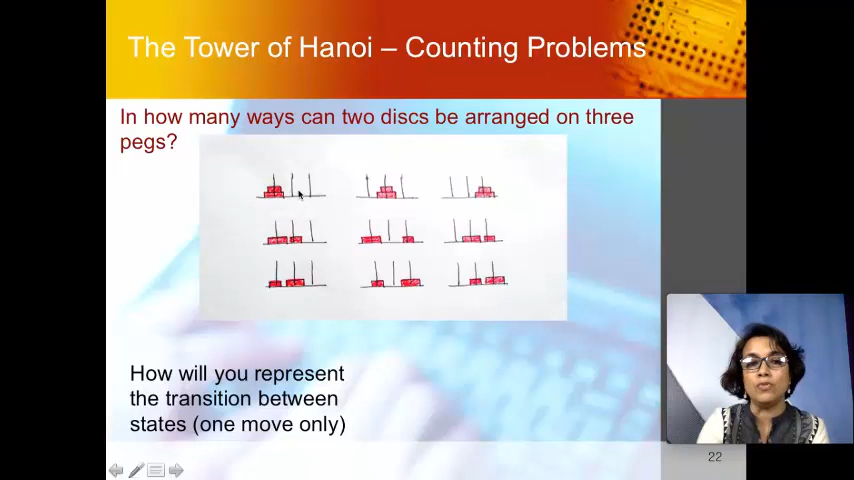 The Tower of Hanoi – Counting Problems
In how many ways can two discs be arranged on three
pegs?
How will you represent
the transition between
states (one move only)
22